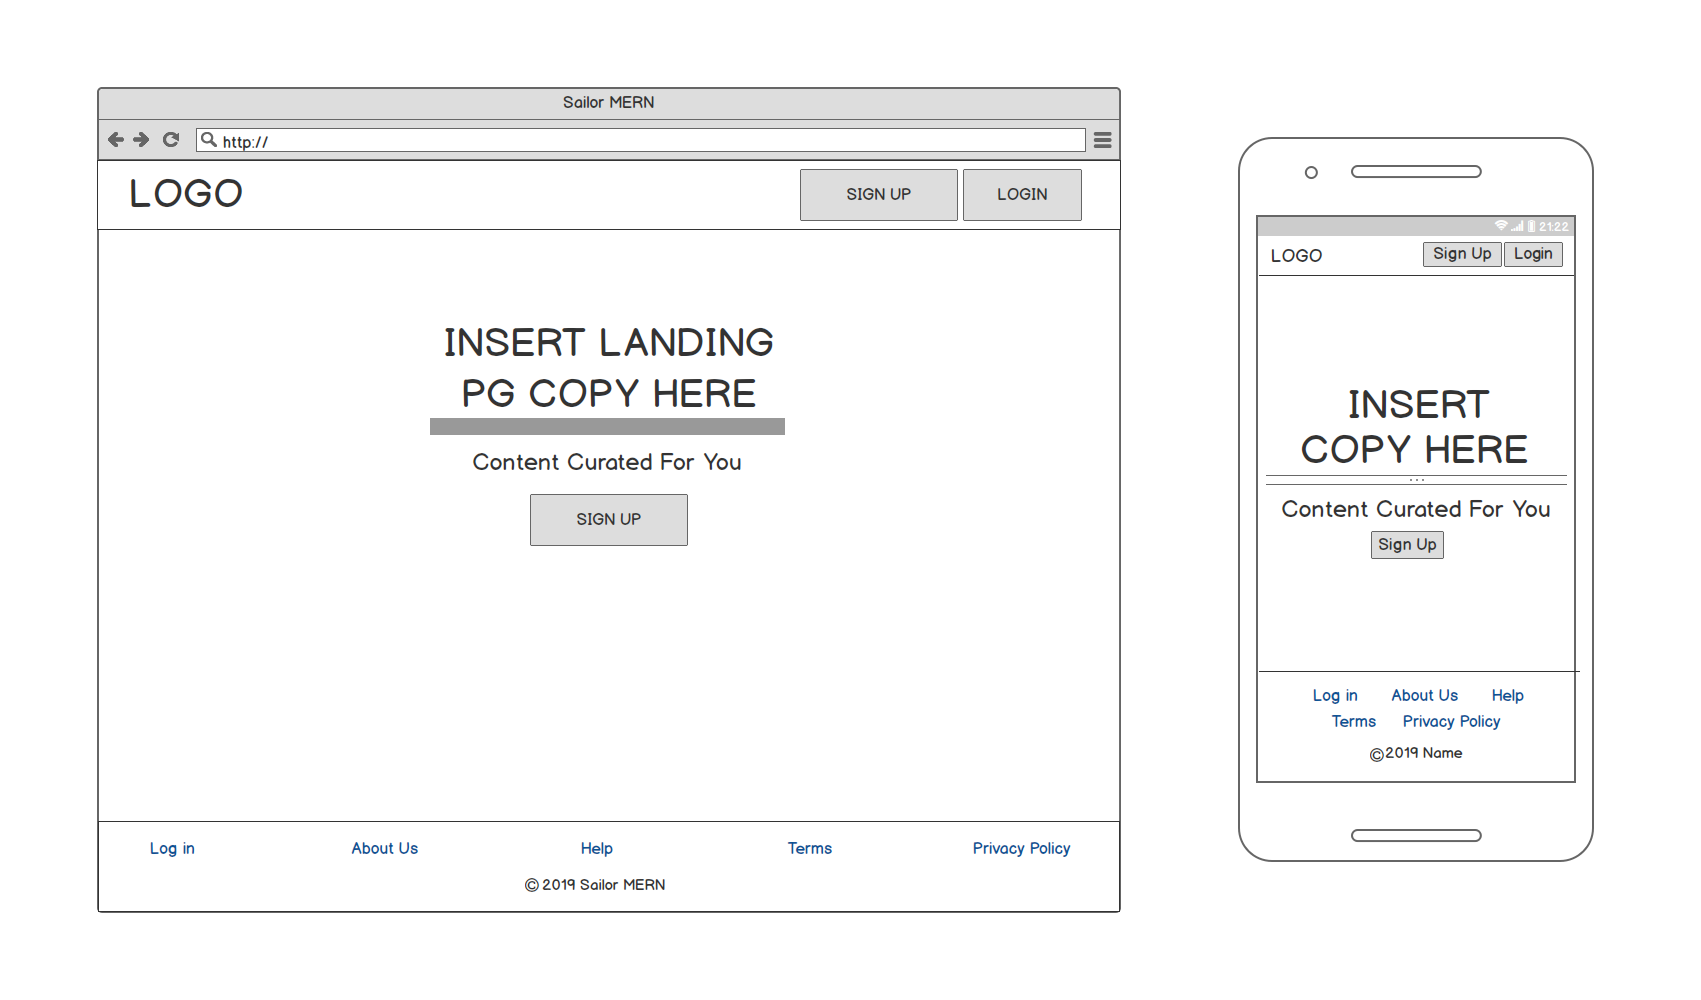 Sailor MERN
http://
LOGO
SIGN UP
LOGIN
INSERT LANDING
PG COPY HERE
Content Curated For You
SIGN UP
Log in
About Us
Help
Terms
Privacy Policy
© 2019 Sailor MERN
21:22
LOGO
Sign Up
Login
INSERT
COPY HERE
...
Content Curated For You
Sign Up
Log in
About Us
Help
Terms
Privacy Policy
©2019 Name